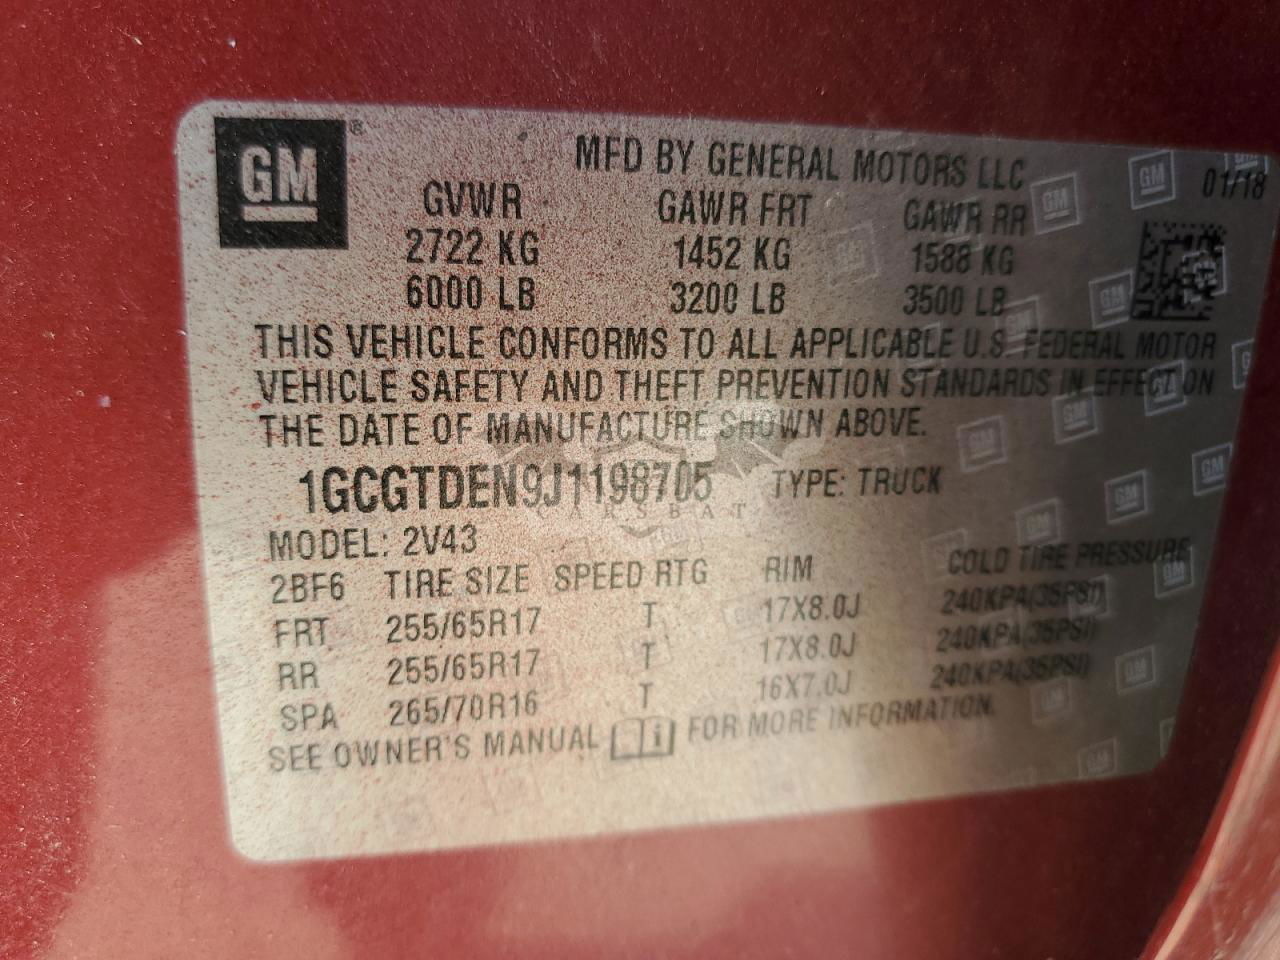 GM ®
MFD BY GENERAL MOTORS LLC 01/18
GVWR GAWR FRT GAWR RR
2722 KG 1452 KG 1588 KG
6000 LB 3200 LB 3500 LB
THIS VEHICLE CONFORMS TO ALL APPLICABLE U.S. FEDERAL MOTOR
VEHICLE SAFETY AND THEFT PREVENTION STANDARDS IN EFFECT ON
THE DATE OF MANUFACTURE SHOWN ABOVE.
1GCGTDEN9J1198705 TYPE: TRUCK
CARSBAT
MODEL: 2V43
2BF6 TIRE SIZE SPEED RTG RIM COLD TIRE PRESSURE
FRT 255/65R17 T 17X8.0J 240KPA(35PSI)
RR 255/65R17 T 17X8.0J 240KPA(35PSI)
SPA 265/70R16 T 16X7.0J 240KPA(35PSI)
SEE OWNER'S MANUAL FOR MORE INFORMATION.